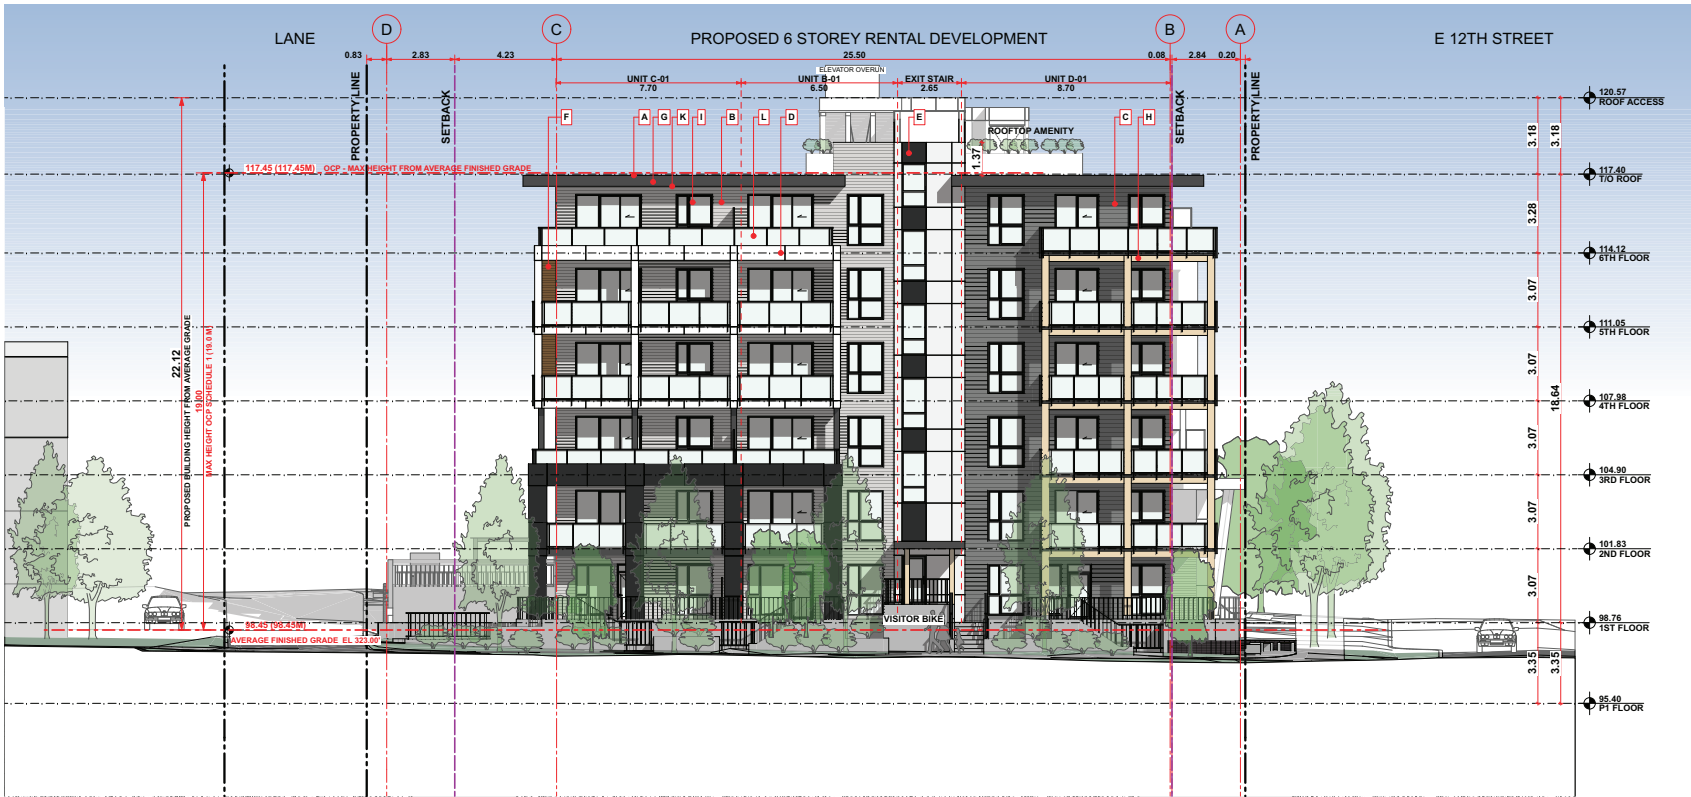 LANE
D
C
PROPOSED 6 STOREY RENTAL DEVELOPMENT
B
A
E 12TH STREET
0.83
2.83
4.23
25.50
0.08
2.84
0.20
ELEVATOR OVERUN
UNIT C-01
UNIT B-01
EXIT STAIR
UNIT D-01
7.70
6.50
2.65
8.70
PROPERTY LINE
SETBACK
SETBACK
PROPERTY LINE
120.57
ROOF ACCESS
F
A
G
K
I
B
L
D
E
C
H
ROOFTOP AMENITY
1.37
3.18
3.18
117.45 (117.45M)
OCP - MAX HEIGHT FROM AVERAGE FINISHED GRADE
117.40
T/O ROOF
3.28
114.12
6TH FLOOR
3.07
111.05
5TH FLOOR
3.07
22.12
PROPOSED BUILDING HEIGHT FROM AVERAGE GRADE
19.00
MAX HEIGHT OCP SCHEDULE 1 (19.0 M)
18.64
107.98
4TH FLOOR
3.07
104.90
3RD FLOOR
3.07
101.83
2ND FLOOR
3.07
VISITOR BIKE
98.45 (98.45M)
AVERAGE FINISHED GRADE EL 323.00'
98.76
1ST FLOOR
3.35
3.35
95.40
P1 FLOOR